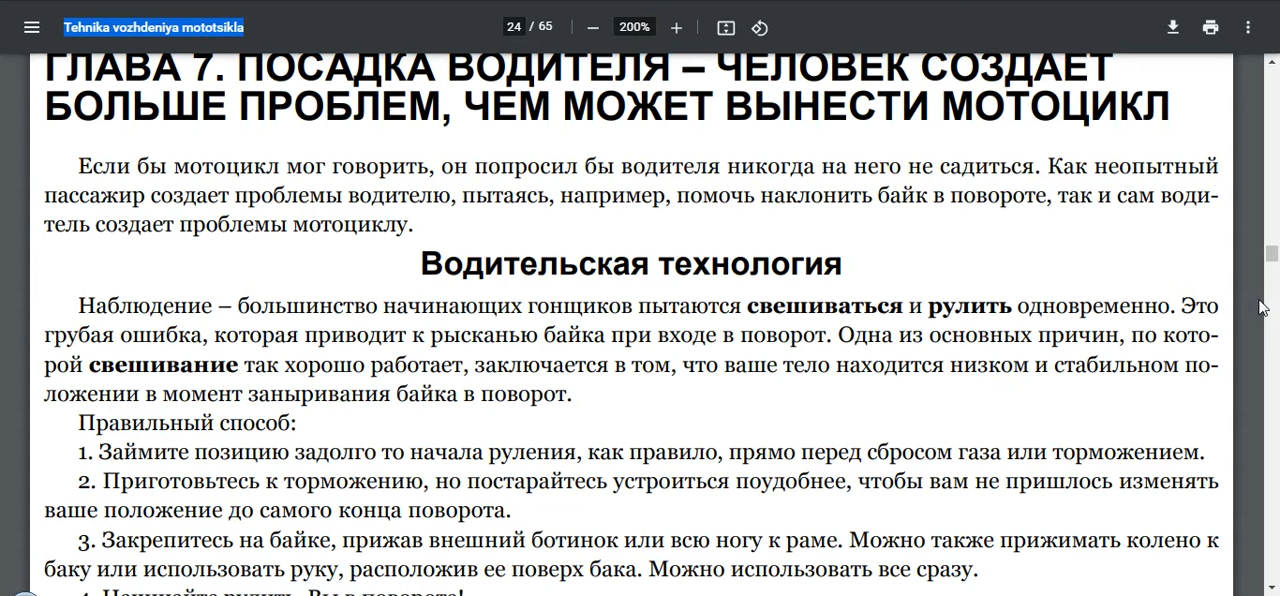 Tehnika vozhdeniya mototsikla
24 / 65
200%
ГЛАВА 7. ПОСАДКА ВОДИТЕЛЯ – ЧЕЛОВЕК СОЗДАЕТ
БОЛЬШЕ ПРОБЛЕМ, ЧЕМ МОЖЕТ ВЫНЕСТИ МОТОЦИКЛ
Если бы мотоцикл мог говорить, он попросил бы водителя никогда на него не садиться. Как неопытный
пассажир создает проблемы водителю, пытаясь, например, помочь наклонить байк в повороте, так и сам води-
тель создает проблемы мотоциклу.
Водительская технология
Наблюдение – большинство начинающих гонщиков пытаются свешиваться и рулить одновременно. Это
грубая ошибка, которая приводит к рысканью байка при входе в поворот. Одна из основных причин, по кото-
рой свешивание так хорошо работает, заключается в том, что ваше тело находится низком и стабильном по-
ложении в момент заныривания байка в поворот.
Правильный способ:
1. Займите позицию задолго то начала руления, как правило, прямо перед сбросом газа или торможением.
2. Приготовьтесь к торможению, но постарайтесь устроиться поудобнее, чтобы вам не пришлось изменять
ваше положение до самого конца поворота.
3. Закрепитесь на байке, прижав внешний ботинок или всю ногу к раме. Можно также прижимать колено к
баку или использовать руку, расположив ее поверх бака. Можно использовать все сразу.
4. Начинайте рулить. Вы в повороте!